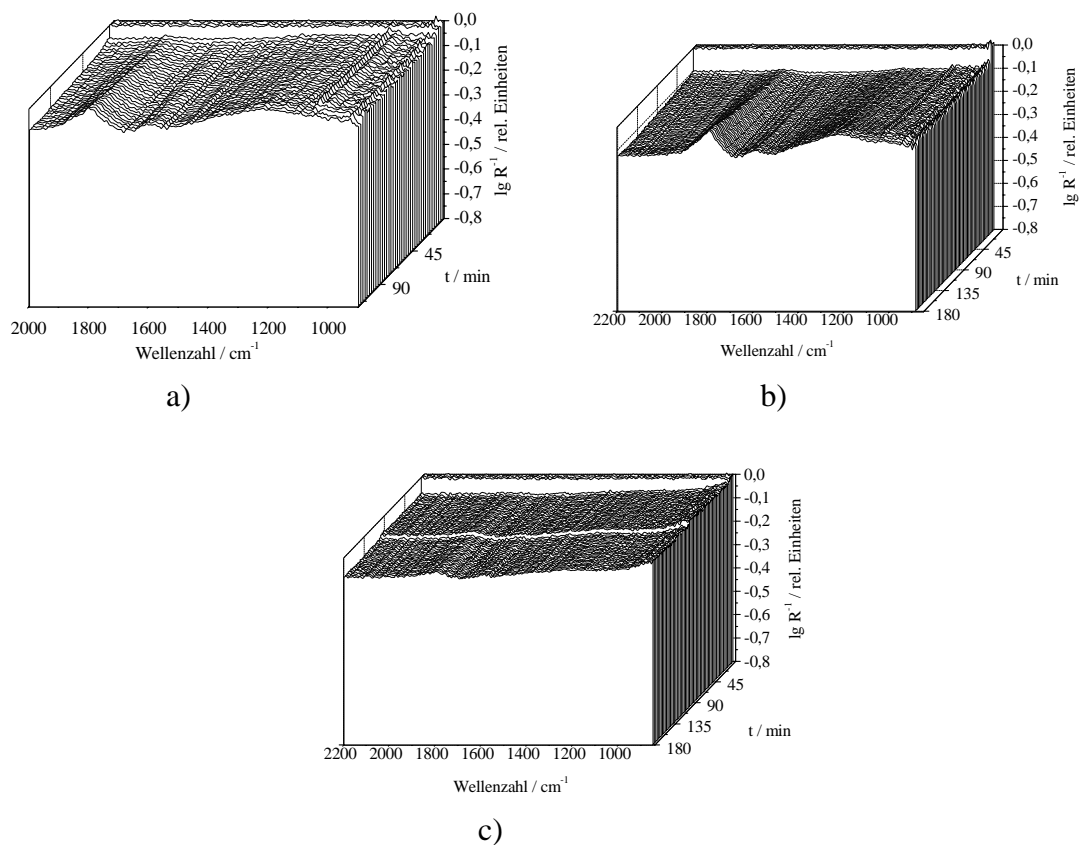 0,0
-0,1
-0,2
-0,3
-0,4
-0,5
-0,6
-0,7
-0,8
lg R⁻¹ / rel. Einheiten
45
90
t / min
2000 1800 1600 1400 1200 1000
Wellenzahl / cm⁻¹
a)
0,0
-0,1
-0,2
-0,3
-0,4
-0,5
-0,6
-0,7
-0,8
lg R⁻¹ / rel. Einheiten
45
90
135
180
t / min
2200 2000 1800 1600 1400 1200 1000
Wellenzahl / cm⁻¹
b)
0,0
-0,1
-0,2
-0,3
-0,4
-0,5
-0,6
-0,7
-0,8
lg R⁻¹ / rel. Einheiten
45
90
135
180
t / min
2200 2000 1800 1600 1400 1200 1000
Wellenzahl / cm⁻¹
c)